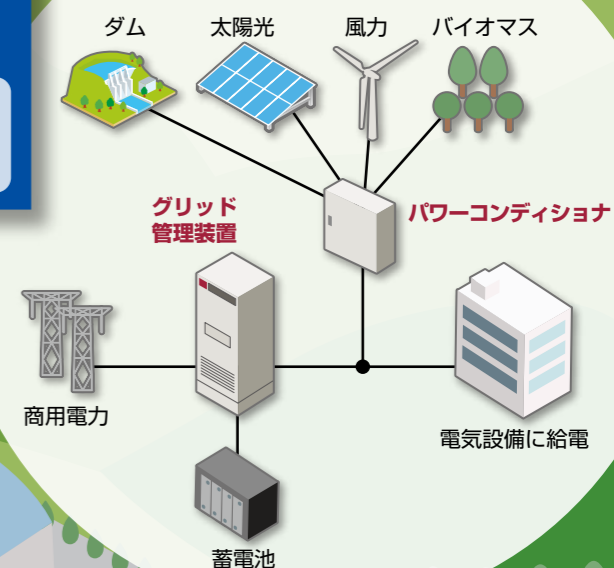 ダム
太陽光
風力
バイオマス
グリッド
管理装置
パワーコンディショナ
商用電力
電気設備に給電
蓄電池